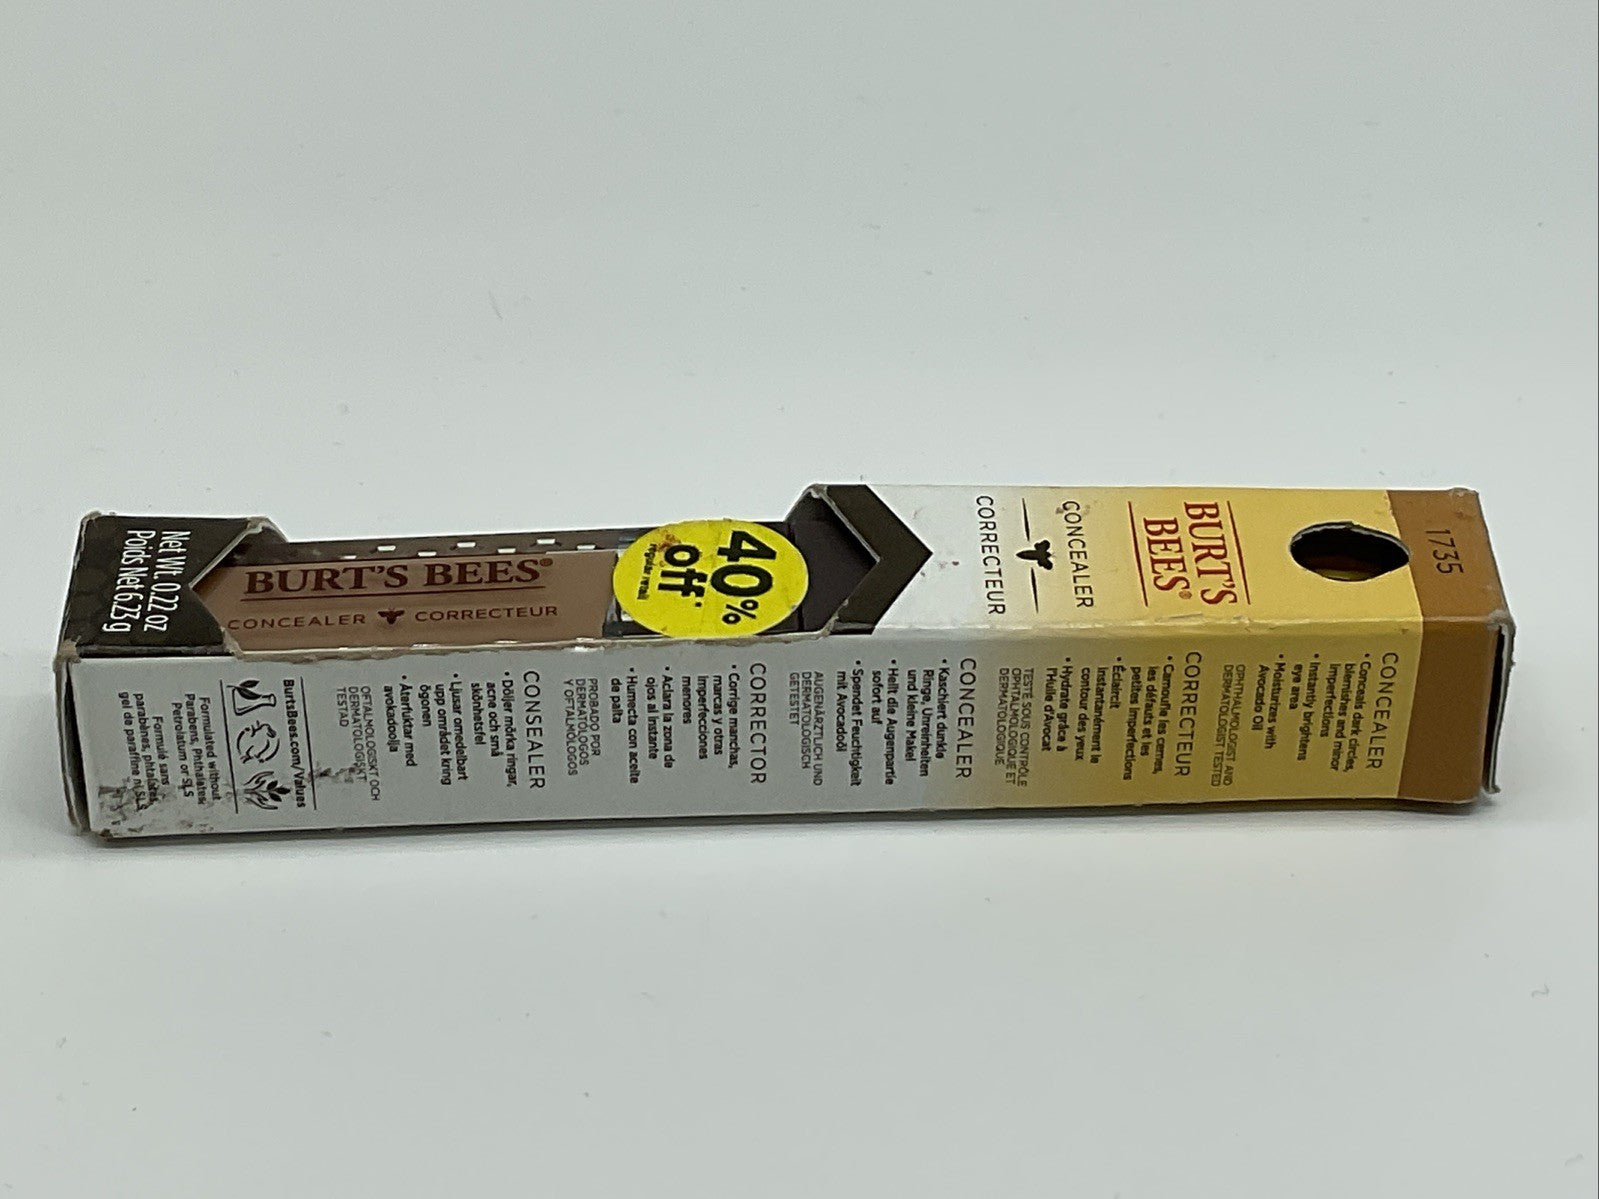 1735
BURT'S
BEES®
CONCEALER
CORRECTEUR
40%
off*
regular retail
BURT'S BEES®
CONCEALER CORRECTEUR
Net Wt. 0.22 oz
Poids Net 6.23 g
CONCEALER
• Conceals dark circles,
blemishes and minor
imperfections
• Instantly brightens
eye area
• Moisturizes with
Avocado Oil
OPHTHALMOLOGIST AND
DERMATOLOGIST TESTED
CORRECTEUR
• Camoufle les cernes,
les défauts et les
petites imperfections
• Éclaircit
instantanément le
contour des yeux
• Hydrate grâce à
l'Huile d'Avocat
TESTÉ SOUS CONTRÔLE
OPHTALMOLOGIQUE ET
DERMATOLOGIQUE
CONCEALER
• Kaschiert dunkle
Ringe, Unreinheiten
und kleine Makel
• Hellt die Augenpartie
sofort auf
• Spendet Feuchtigkeit
mit Avocadoöl
AUGENÄRZTLICH UND
DERMATOLOGISCH
GETESTET
CORRECTOR
• Corrige manchas,
marcas y otras
imperfecciones
menores
• Aclara la zona de
ojos al instante
• Humecta con aceite
de palta
PROBADO POR
DERMATÓLOGOS
Y OFTALMÓLOGOS
CONSEALER
• Döljer mörka ringar,
acne och små
skönhetsfel
• Ljusar omedelbart
upp området kring
ögonen
• Återfuktar med
avokadoolja
OFTALMOLOGISKT OCH
DERMATOLOGISKT
TESTAD
BurtsBees.com/Values
Formulated without
Parabens, Phthalates,
Petrolatum or SLS
Formulé sans
parabènes, phtalates,
gel de paraffine ni SLS